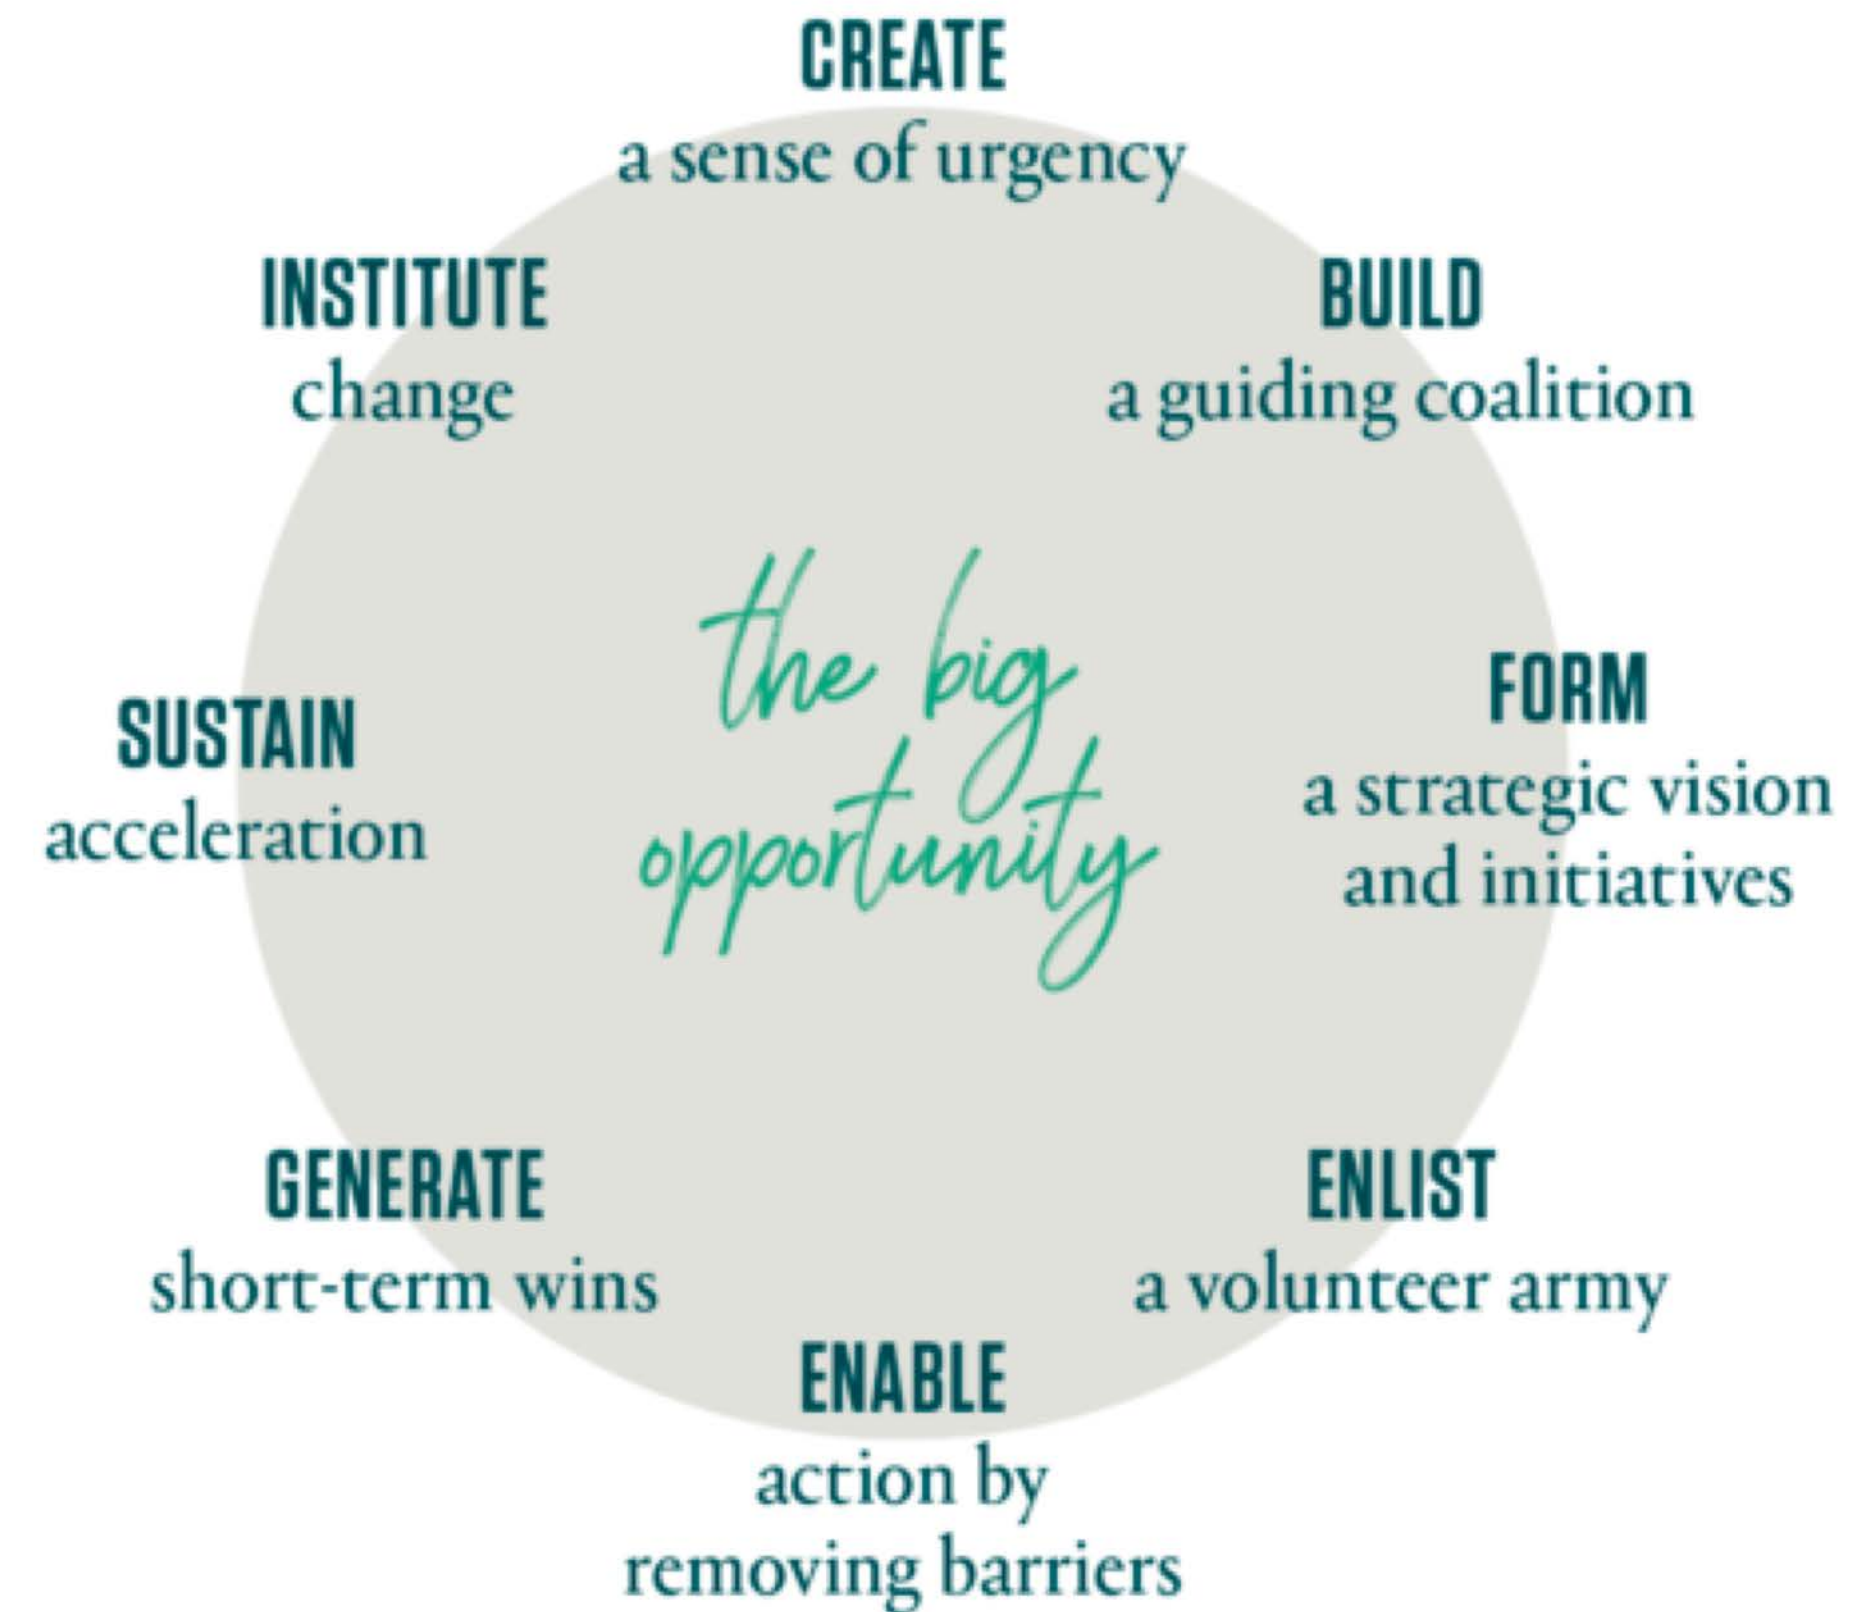 CREATE
a sense of urgency
BUILD
a guiding coalition
FORM
a strategic vision
and initiatives
ENLIST
a volunteer army
ENABLE
action by
removing barriers
GENERATE
short-term wins
SUSTAIN
acceleration
INSTITUTE
change
the big
opportunity